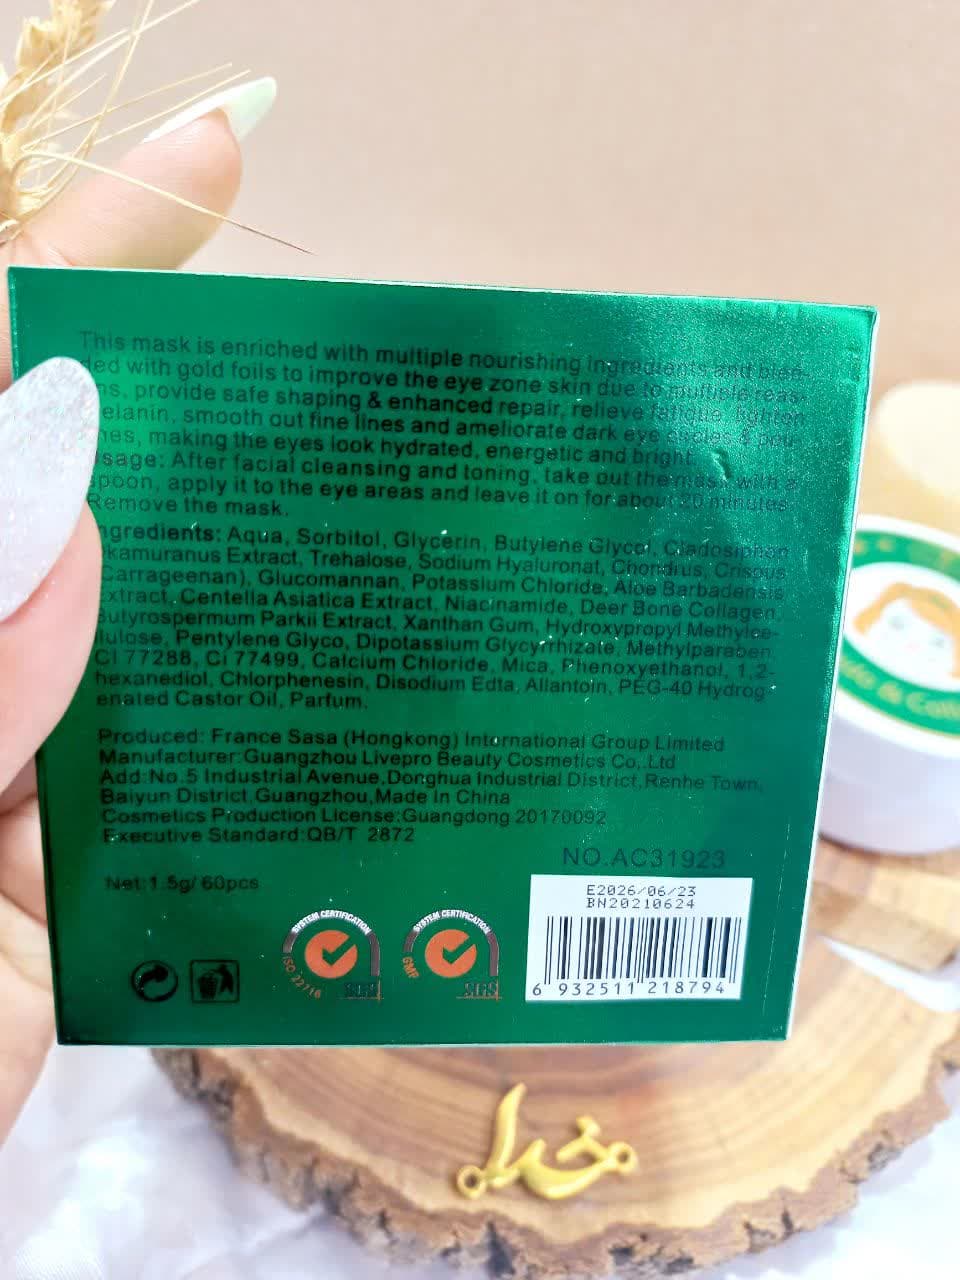 This mask is enriched with multiple nourishing ingredients and blen-
ded with gold foils to improve the eye zone skin due to multiple reas-
ns, provide safe shaping & enhanced repair, relieve fatigue, lighten
elanin, smooth out fine lines and ameliorate dark eye circles & pou-
hes, making the eyes look hydrated, energetic and bright.
sage: After facial cleansing and toning, take out the mask with a
spoon, apply it to the eye areas and leave it on for about 20 minutes
Remove the mask.
ngredients: Aqua, Sorbitol, Glycerin, Butylene Glycol, Cladosiphon
kamuranus Extract, Trehalose, Sodium Hyaluronat, Chondrus, Crispus
Carrageenan), Glucomannan, Potassium Chloride, Aloe Barbadensis
Extract, Centella Asiatica Extract, Niacinamide, Deer Bone Collagen,
Butyrospermum Parkii Extract, Xanthan Gum, Hydroxypropyl Methylce-
llulose, Pentylene Glyco, Dipotassium Glycyrrhizate, Methylparaben,
CI 77288, CI 77499, Calcium Chloride, Mica, Phenoxyethanol, 1,2-
hexanediol, Chlorphenesin, Disodium Edta, Allantoin, PEG-40 Hydrog-
enated Castor Oil, Parfum.
Produced: France Sasa (Hongkong) International Group Limited
Manufacturer:Guangzhou Livepro Beauty Cosmetics Co,.Ltd
Add:No.5 Industrial Avenue,Donghua Industrial District,Renhe Town,
Baiyun District,Guangzhou,Made In China
Cosmetics Production License:Guangdong 20170092
Executive Standard:QB/T 2872
NO.AC31923
Net:1.5g/ 60pcs
E2026/06/23
BN20210624
SYSTEM CERTIFICATION
ISO 22716
SGS
SYSTEM CERTIFICATION
GMP
SGS
6 932511 218794
خدا